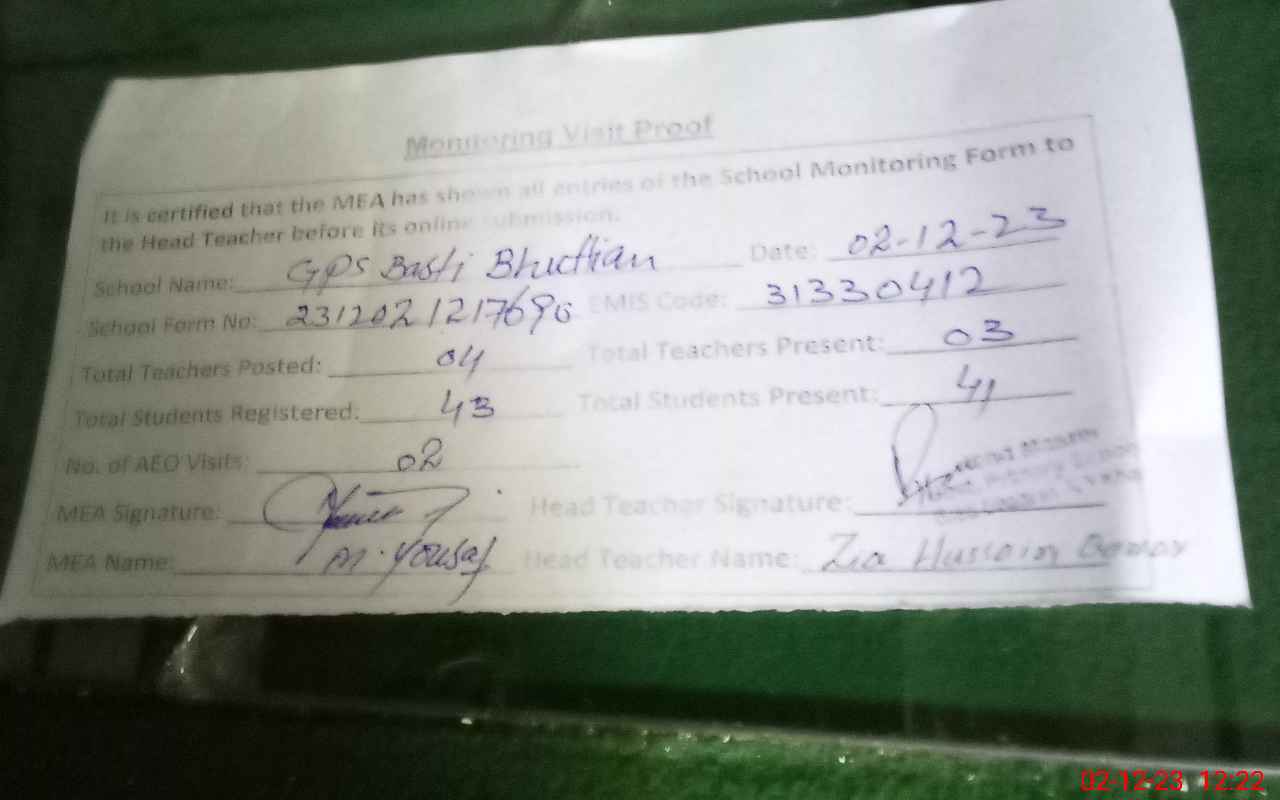 Monitoring Visit Proof
It is certified that the MEA has shown all entries of the School Monitoring Form to
the Head Teacher before its online submission.
School Name: GPS Basti Bhuttian Date: 02-12-23
School Form No: 2312021217690 EMIS Code: 31330412
Total Teachers Posted: 04 Total Teachers Present: 03
Total Students Registered: 43 Total Students Present: 41
No. of AEO Visits: 02
MEA Signature: Head Teacher Signature:
MEA Name: M. Yousaf Head Teacher Name: Zia Hussain
02-12-23 12:22